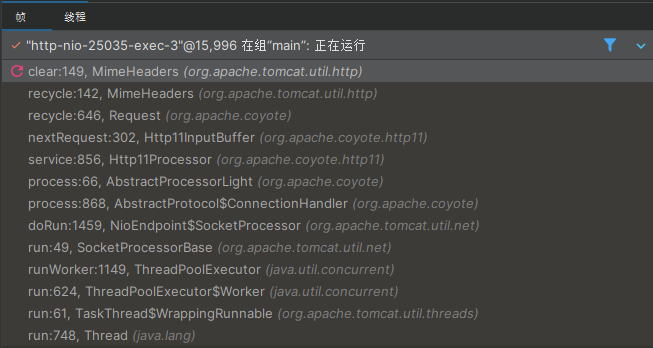 帧 线程
"http-nio-25035-exec-3"@15,996 在组“main”: 正在运行
clear:149, MimeHeaders (org.apache.tomcat.util.http)
recycle:142, MimeHeaders (org.apache.tomcat.util.http)
recycle:646, Request (org.apache.coyote)
nextRequest:302, Http11InputBuffer (org.apache.coyote.http11)
service:856, Http11Processor (org.apache.coyote.http11)
process:66, AbstractProcessorLight (org.apache.coyote)
process:868, AbstractProtocol$ConnectionHandler (org.apache.coyote)
doRun:1459, NioEndpoint$SocketProcessor (org.apache.tomcat.util.net)
run:49, SocketProcessorBase (org.apache.tomcat.util.net)
runWorker:1149, ThreadPoolExecutor (java.util.concurrent)
run:624, ThreadPoolExecutor$Worker (java.util.concurrent)
run:61, TaskThread$WrappingRunnable (org.apache.tomcat.util.threads)
run:748, Thread (java.lang)